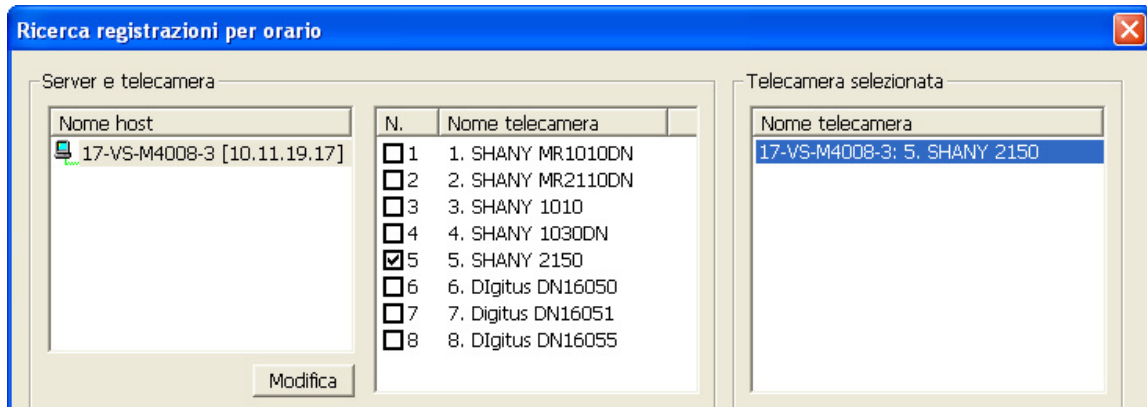 Ricerca registrazioni per orario
Server e telecamera
Nome host
17-VS-M4008-3 [10.11.19.17]
Modifica
N. Nome telecamera
1 1. SHANY MR1010DN
2 2. SHANY MR2110DN
3 3. SHANY 1010
4 4. SHANY 1030DN
5 5. SHANY 2150
6 6. DIgitus DN16050
7 7. Digitus DN16051
8 8. DIgitus DN16055
Telecamera selezionata
Nome telecamera
17-VS-M4008-3: 5. SHANY 2150